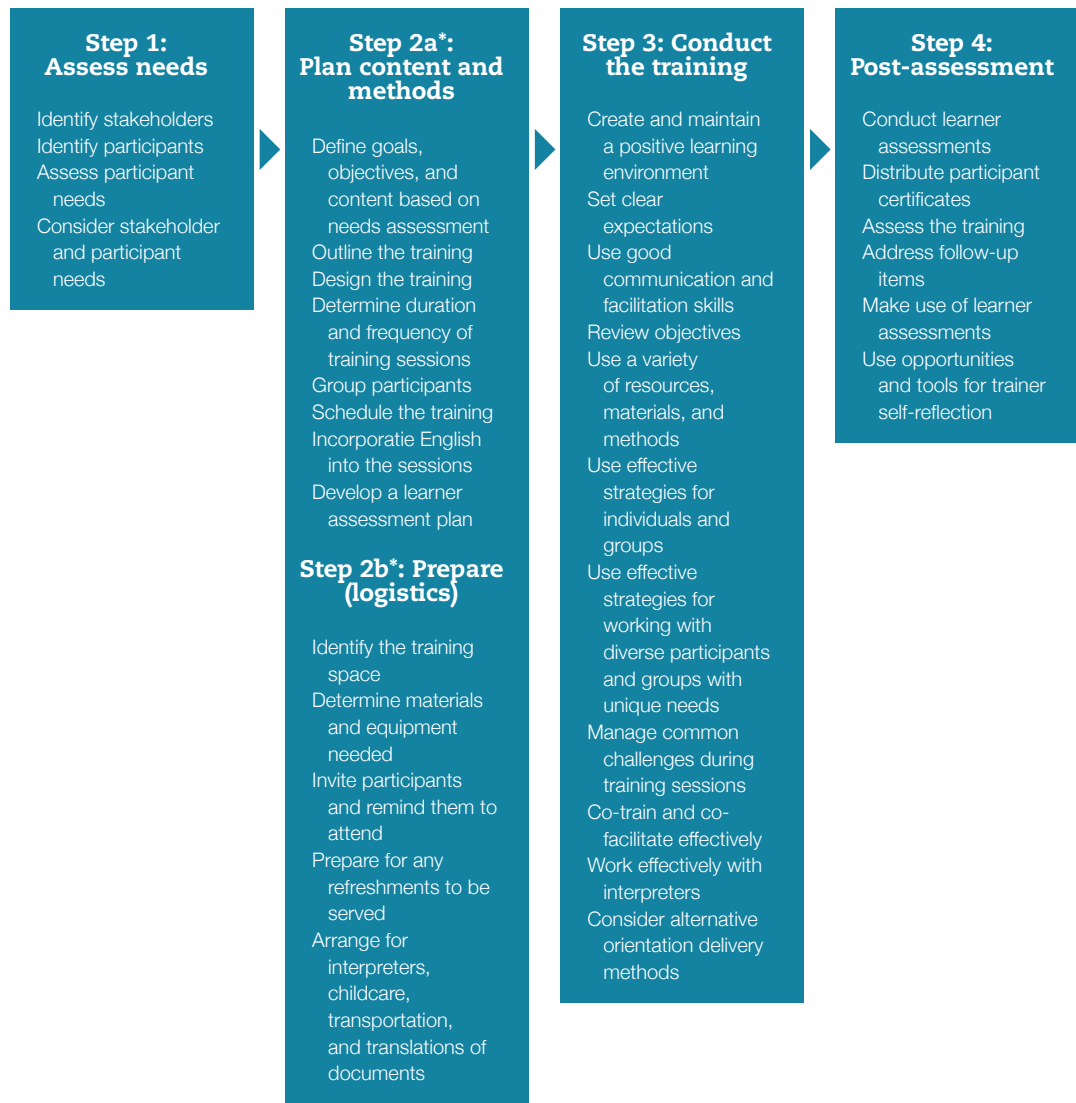 Step 1:
Assess needs
Identify stakeholders
Identify participants
Assess participant
needs
Consider stakeholder
and participant
needs
Step 2a*:
Plan content and
methods
Define goals,
objectives, and
content based on
needs assessment
Outline the training
Design the training
Determine duration
and frequency of
training sessions
Group participants
Schedule the training
Incorporatie English
into the sessions
Develop a learner
assessment plan
Step 2b*: Prepare
(logistics)
Identify the training
space
Determine materials
and equipment
needed
Invite participants
and remind them to
attend
Prepare for any
refreshments to be
served
Arrange for
interpreters,
childcare,
transportation,
and translations of
documents
Step 3: Conduct
the training
Create and maintain
a positive learning
environment
Set clear
expectations
Use good
communication and
facilitation skills
Review objectives
Use a variety
of resources,
materials, and
methods
Use effective
strategies for
individuals and
groups
Use effective
strategies for
working with
diverse participants
and groups with
unique needs
Manage common
challenges during
training sessions
Co-train and co-
facilitate effectively
Work effectively with
interpreters
Consider alternative
orientation delivery
methods
Step 4:
Post-assessment
Conduct learner
assessments
Distribute participant
certificates
Assess the training
Address follow-up
items
Make use of learner
assessments
Use opportunities
and tools for trainer
self-reflection